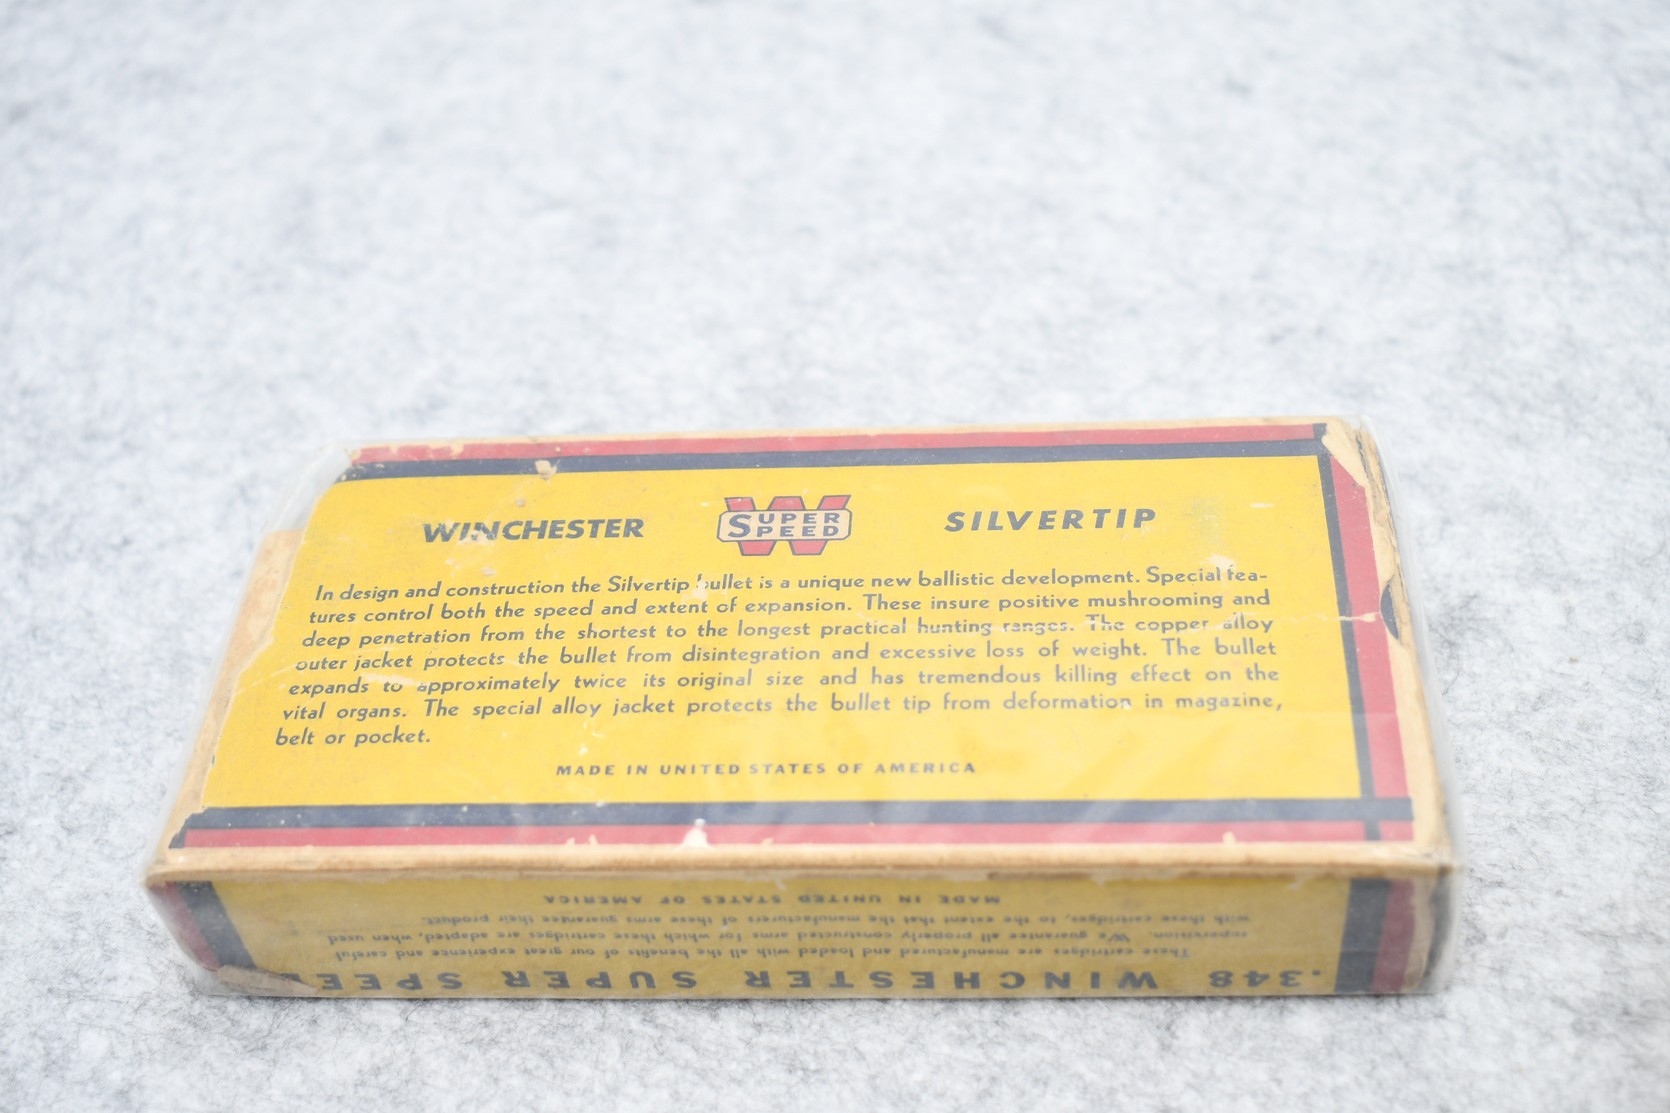 WINCHESTER SUPER SPEED SILVERTIP
In design and construction the Silvertip bullet is a unique new ballistic development. Special fea-
tures control both the speed and extent of expansion. These insure positive mushrooming and
deep penetration from the shortest to the longest practical hunting ranges. The copper alloy
outer jacket protects the bullet from disintegration and excessive loss of weight. The bullet
expands to approximately twice its original size and has tremendous killing effect on the
vital organs. The special alloy jacket protects the bullet tip from deformation in magazine,
belt or pocket.
MADE IN UNITED STATES OF AMERICA
.348 WINCHESTER SUPER SPEE
These cartridges are manufactured and loaded with all the benefits of our great experience and careful
supervision. We guarantee all properly constructed arms for which these cartridges are adapted, when used
with these cartridges, to the extent that the manufacturers of these arms guarantee their product.
MADE IN UNITED STATES OF AMERICA